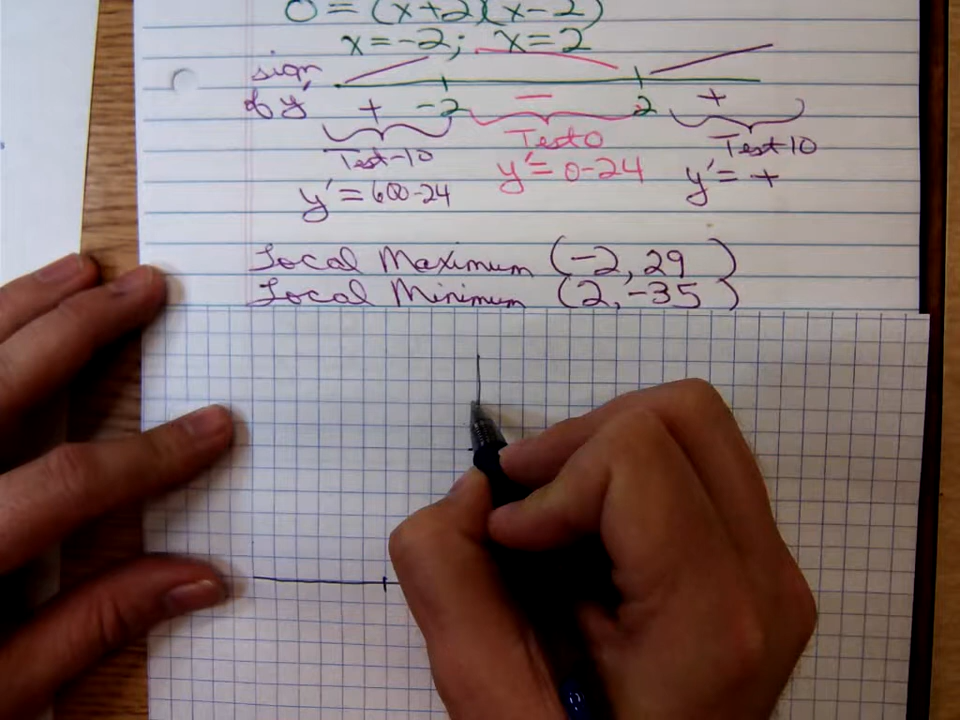 0 = (x+2)(x-2)
x=-2; x=2
sign of y'
+ -2 — 2 +
Test-10 Test 0 Test 10
y'=600-24 y'= 0-24 y'= +
Local Maximum (-2, 29)
Local Minimum (2, -35)